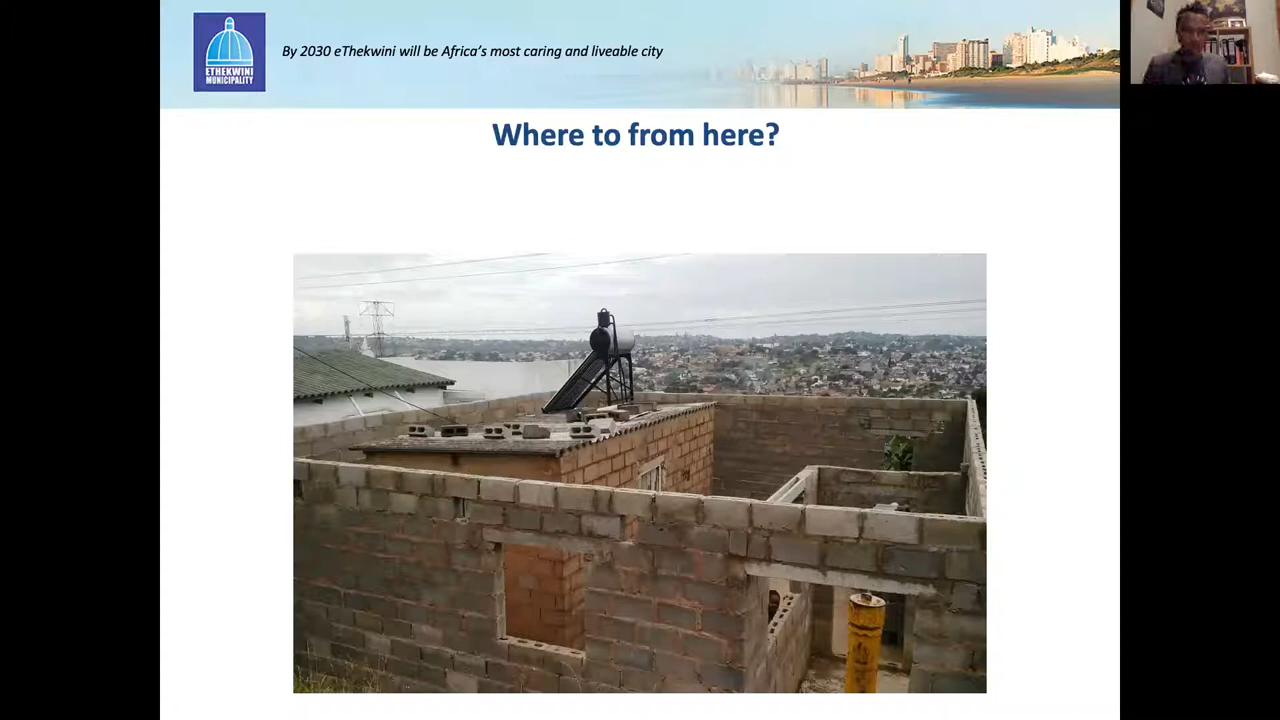 ETHEKWINI
MUNICIPALITY
By 2030 eThekwini will be Africa's most caring and liveable city
Where to from here?